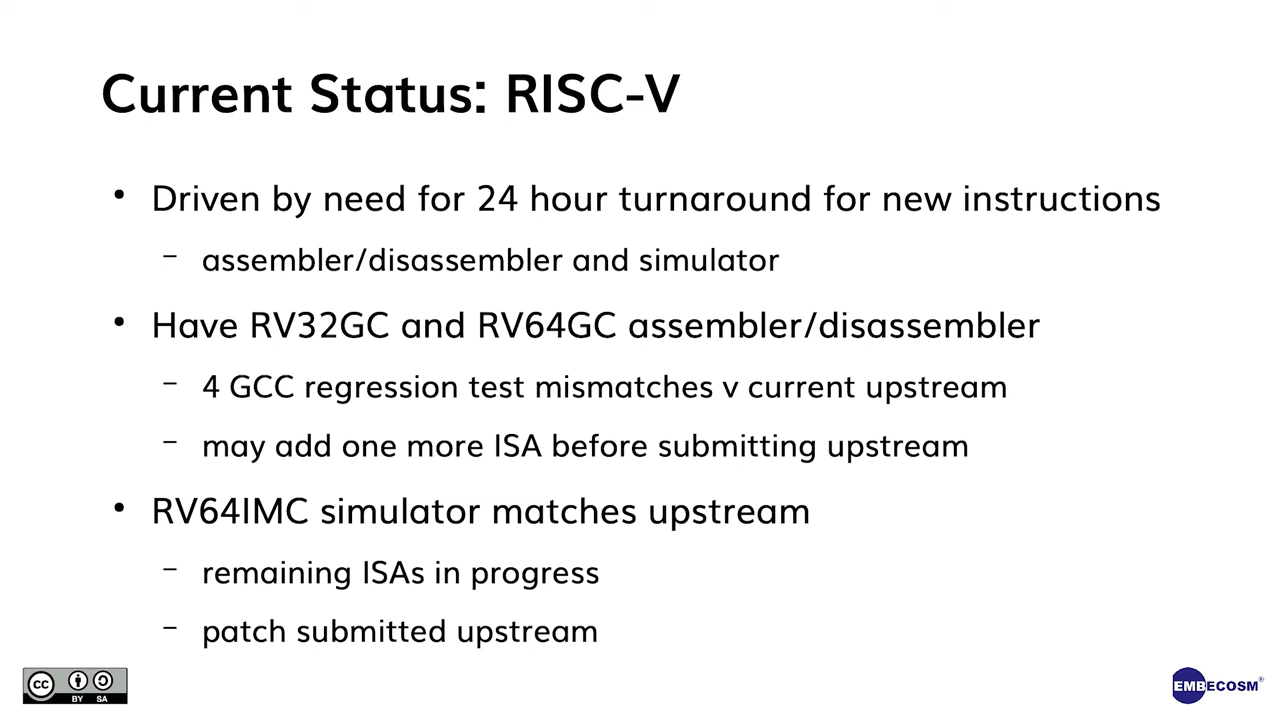 Current Status: RISC-V
• Driven by need for 24 hour turnaround for new instructions
– assembler/disassembler and simulator
• Have RV32GC and RV64GC assembler/disassembler
– 4 GCC regression test mismatches v current upstream
– may add one more ISA before submitting upstream
• RV64IMC simulator matches upstream
– remaining ISAs in progress
– patch submitted upstream
cc BY SA
EMBECOSM®